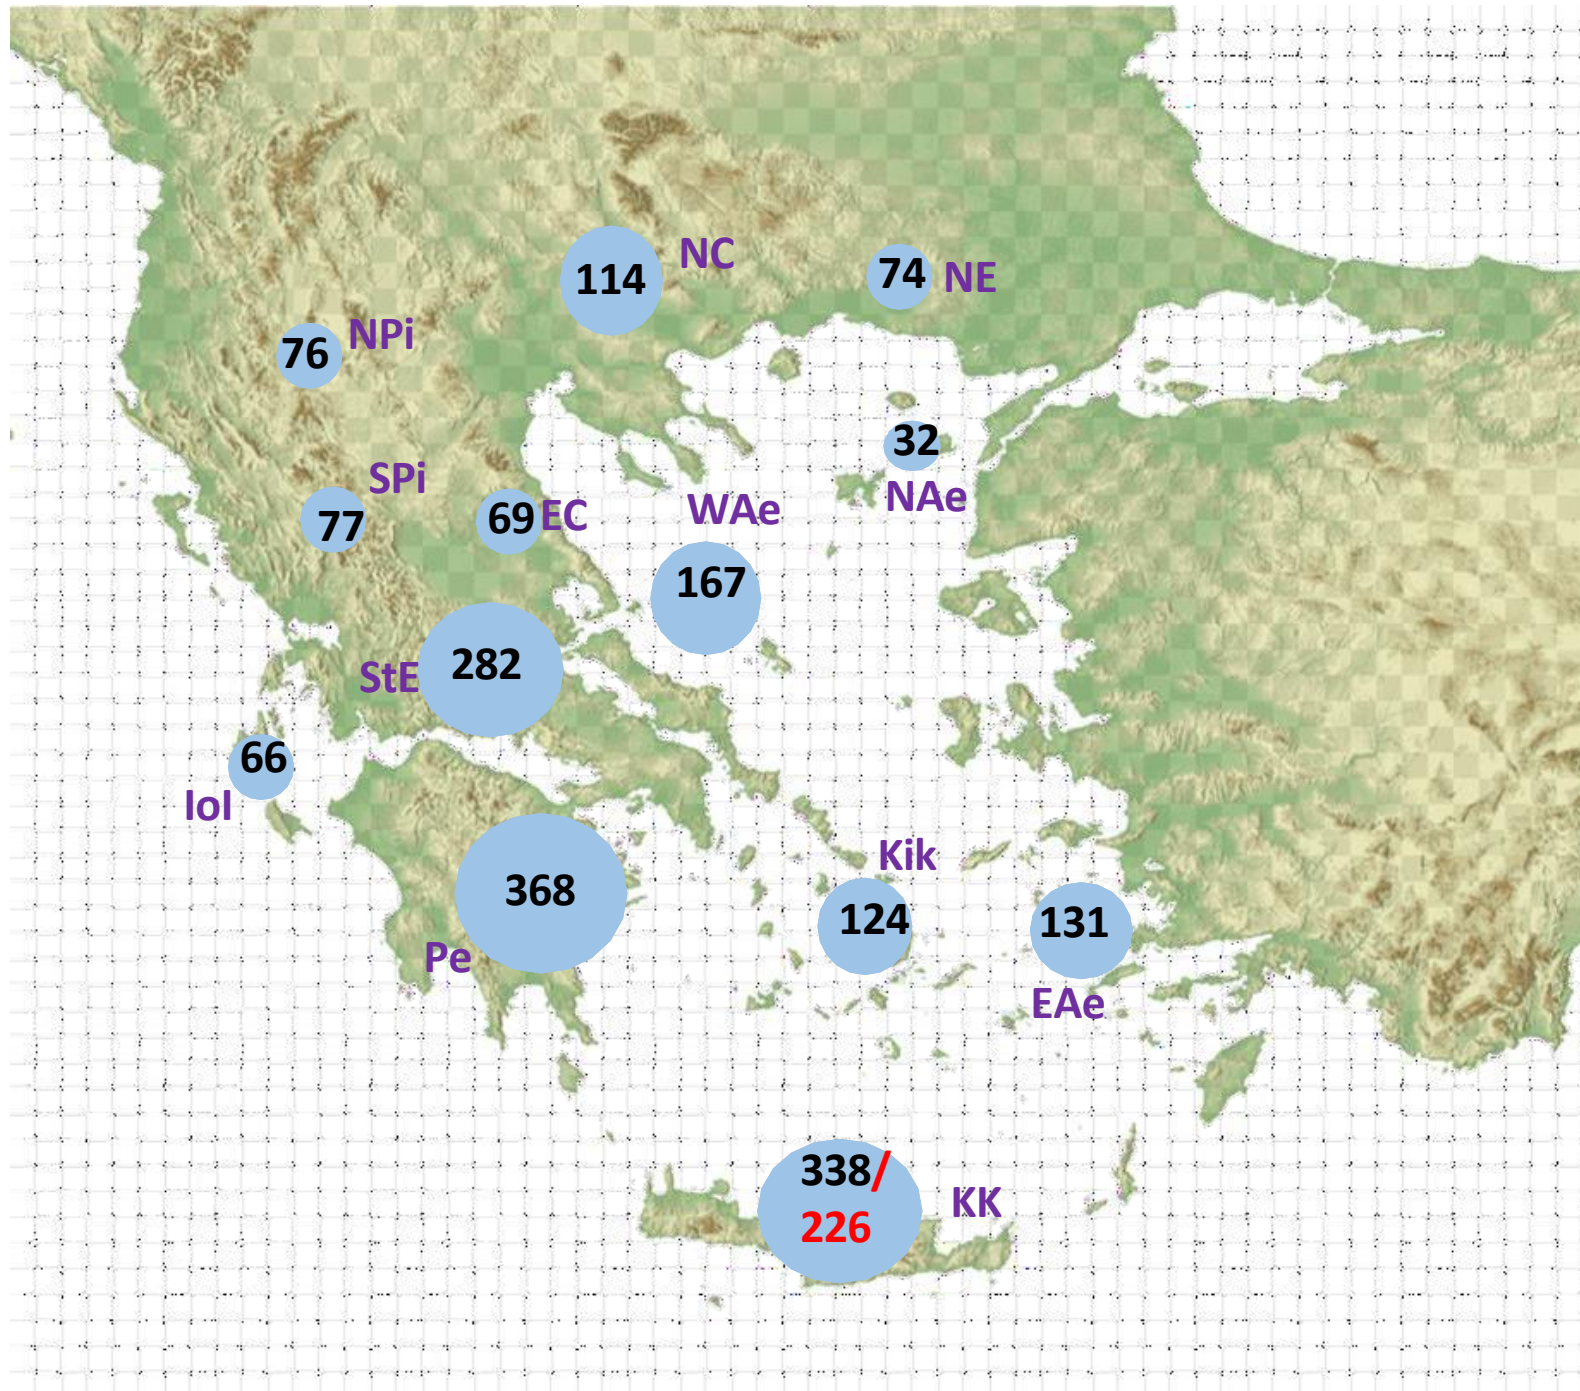 NC
114
74 NE
NPi
76
32
NAe
SPi
77
69 EC
WAe
167
282
StE
66
IoI
368
Pe
Kik
124
131
EAe
338/
226
KK